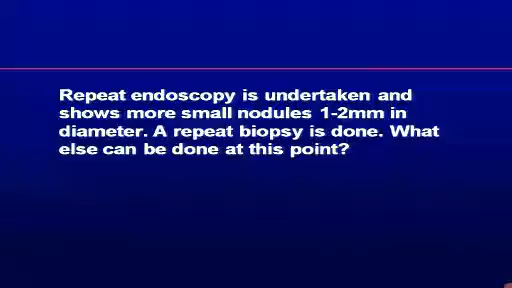 Repeat endoscopy is undertaken and
shows more small nodules 1-2mm in
diameter. A repeat biopsy is done. What
else can be done at this point?